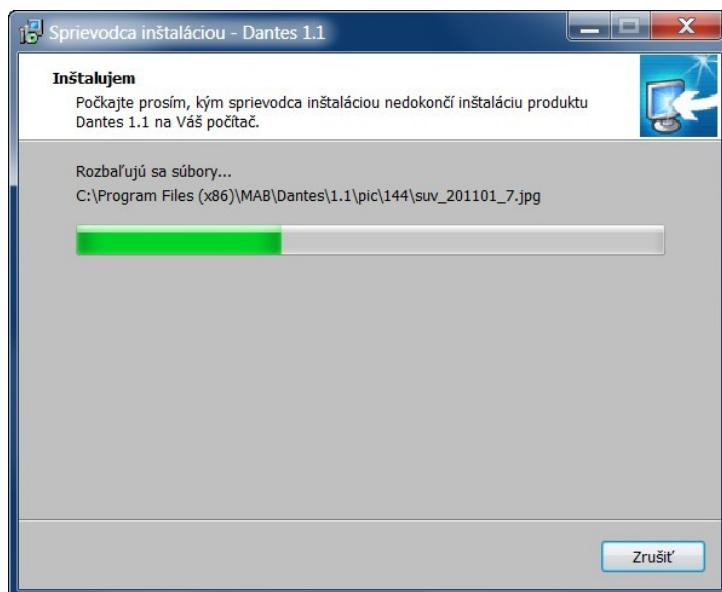 Sprievodca inštaláciou - Dantes 1.1
Inštalujem
Počkajte prosím, kým sprievodca inštaláciou nedokončí inštaláciu produktu
Dantes 1.1 na Váš počítač.
Rozbaľujú sa súbory...
C:\Program Files (x86)\MAB\Dantes\1.1\pic\144\suv_201101_7.jpg
Zrušiť